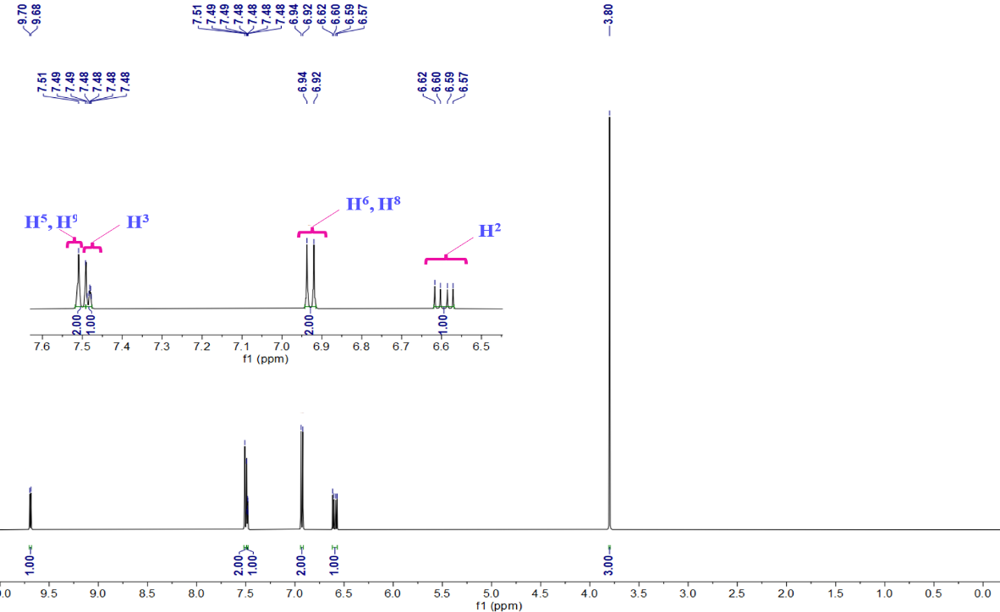 9.70 9.68 7.51 7.49 7.49 7.48 7.48 7.48 7.48 6.94 6.92 6.62 6.60 6.59 6.57 3.80
7.51 7.49 7.49 7.48 7.48 7.48 7.48 6.94 6.92 6.62 6.60 6.59 6.57
H⁶, H⁸
H⁵, H⁹ H³
H²
2.00 1.00 2.00 1.00
7.6 7.5 7.4 7.3 7.2 7.1 7.0 6.9 6.8 6.7 6.6 6.5
f1 (ppm)
1.00 2.00 1.00 2.00 1.00 3.00
0.0 9.5 9.0 8.5 8.0 7.5 7.0 6.5 6.0 5.5 5.0 4.5 4.0 3.5 3.0 2.5 2.0 1.5 1.0 0.5 0.0
f1 (ppm)